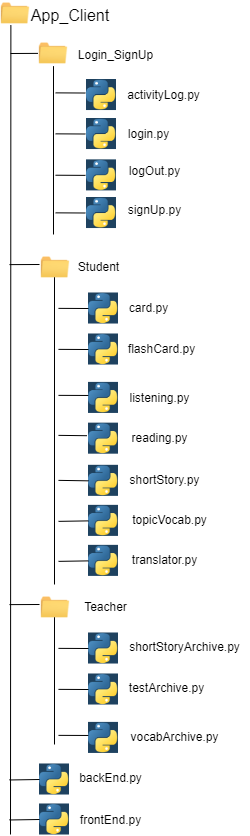 App_Client
Login_SignUp
activityLog.py
login.py
logOut.py
signUp.py
Student
card.py
flashCard.py
listening.py
reading.py
shortStory.py
topicVocab.py
translator.py
Teacher
shortStoryArchive.py
testArchive.py
vocabArchive.py
backEnd.py
frontEnd.py